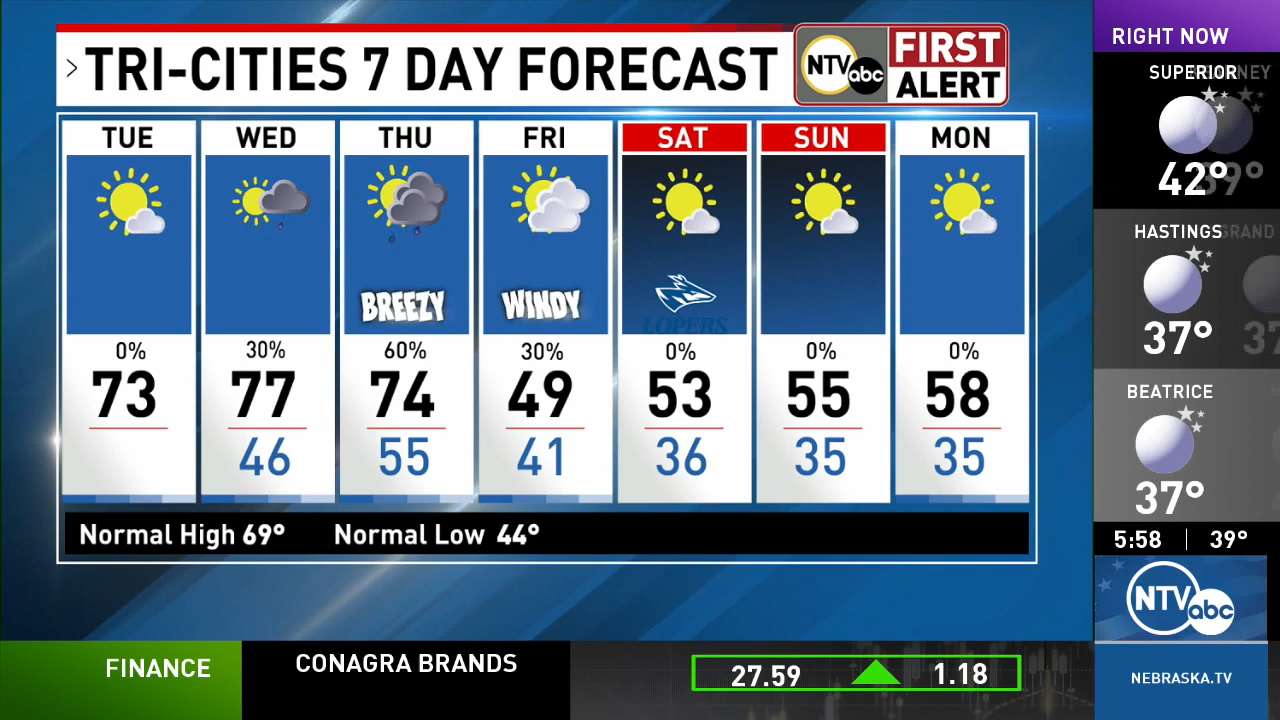 > TRI-CITIES 7 DAY FORECAST
NTV abc
FIRST
ALERT
TUE WED THU FRI SAT SUN MON
BREEZY WINDY
LOPERS
0% 30% 60% 30% 0% 0% 0%
73 77 74 49 53 55 58
46 55 41 36 35 35
Normal High 69° Normal Low 44°
RIGHT NOW
SUPERIOR
42° 39°
HASTINGS GRAND
37° 37
BEATRICE
37°
5:58 | 39°
NTV abc
NEBRASKA.TV
FINANCE
CONAGRA BRANDS
27.59 1.18